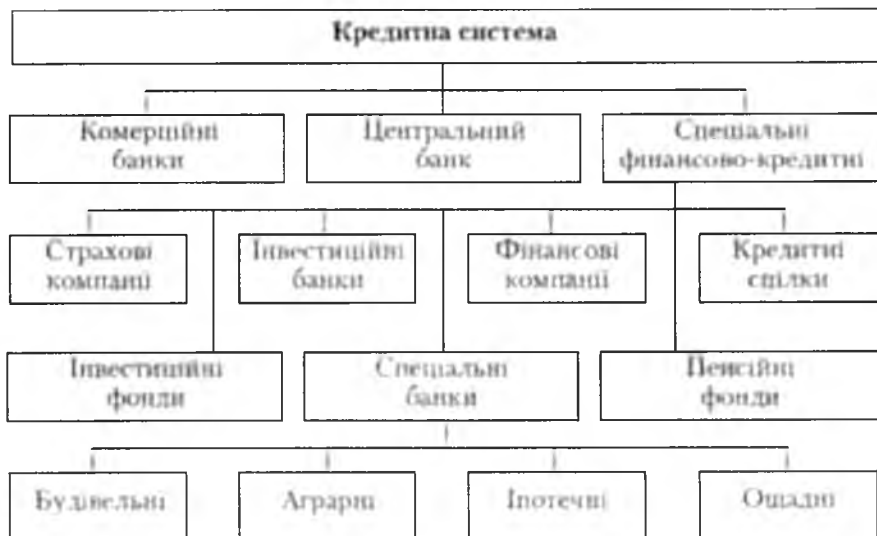 Кредитна система
Комерційні
банки
Центральний
банк
Спеціальні
фінансово-кредитні
Страхові
компанії
Інвестиційні
банки
Фінансові
компанії
Кредитні
спілки
Інвестиційні
фонди
Спеціальні
банки
Пенсійні
фонди
Будівельні
Аграрні
Іпотечні
Ощадні